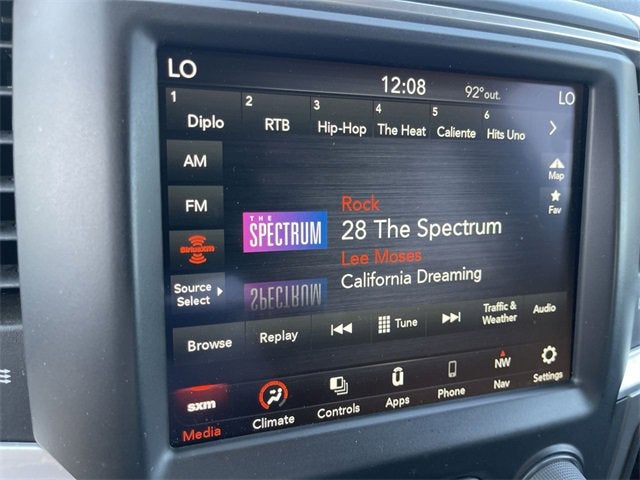 LO
12:08
92°out.
LO
1 Diplo
2 RTB
3 Hip-Hop
4 The Heat
5 Caliente
6 Hits Uno
AM
FM
SiriusXM
Source
Select
Map
Fav
THE
SPECTRUM
Rock
28 The Spectrum
Lee Moses
California Dreaming
SPECTRUM
Browse
Replay
Tune
Traffic &
Weather
Audio
sxm
Media
Climate
Controls
Apps
Phone
NW
Nav
Settings